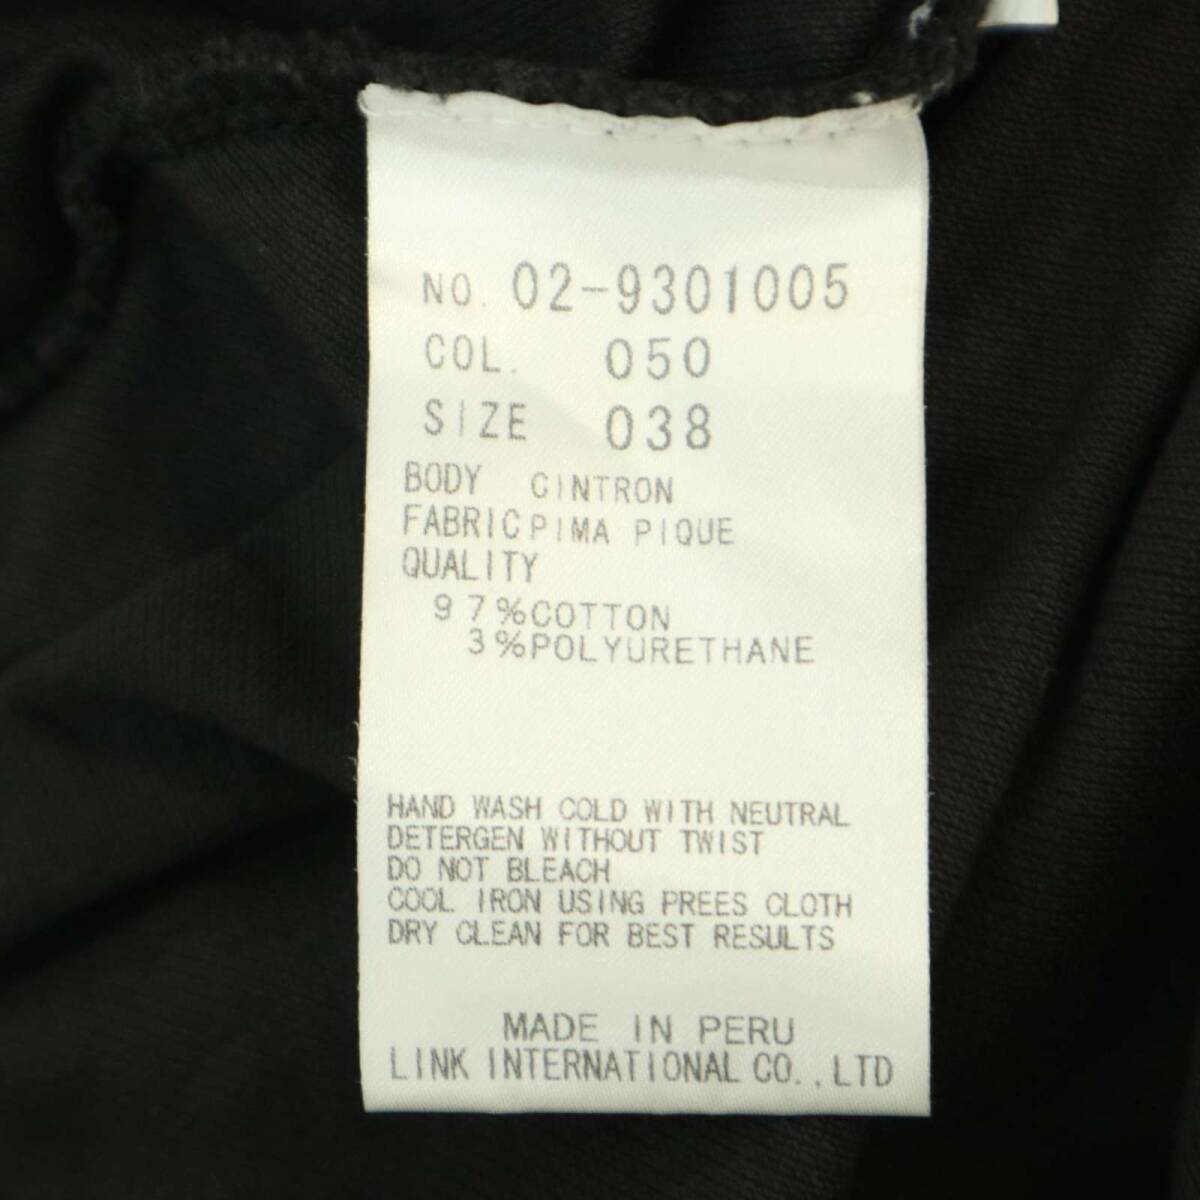 NO. 02-9301005
COL. 050
SIZE 038
BODY CINTRON
FABRIC PIMA PIQUE
QUALITY
97%COTTON
3%POLYURETHANE
HAND WASH COLD WITH NEUTRAL
DETERGEN WITHOUT TWIST
DO NOT BLEACH
COOL IRON USING PREES CLOTH
DRY CLEAN FOR BEST RESULTS
MADE IN PERU
LINK INTERNATIONAL CO.,LTD